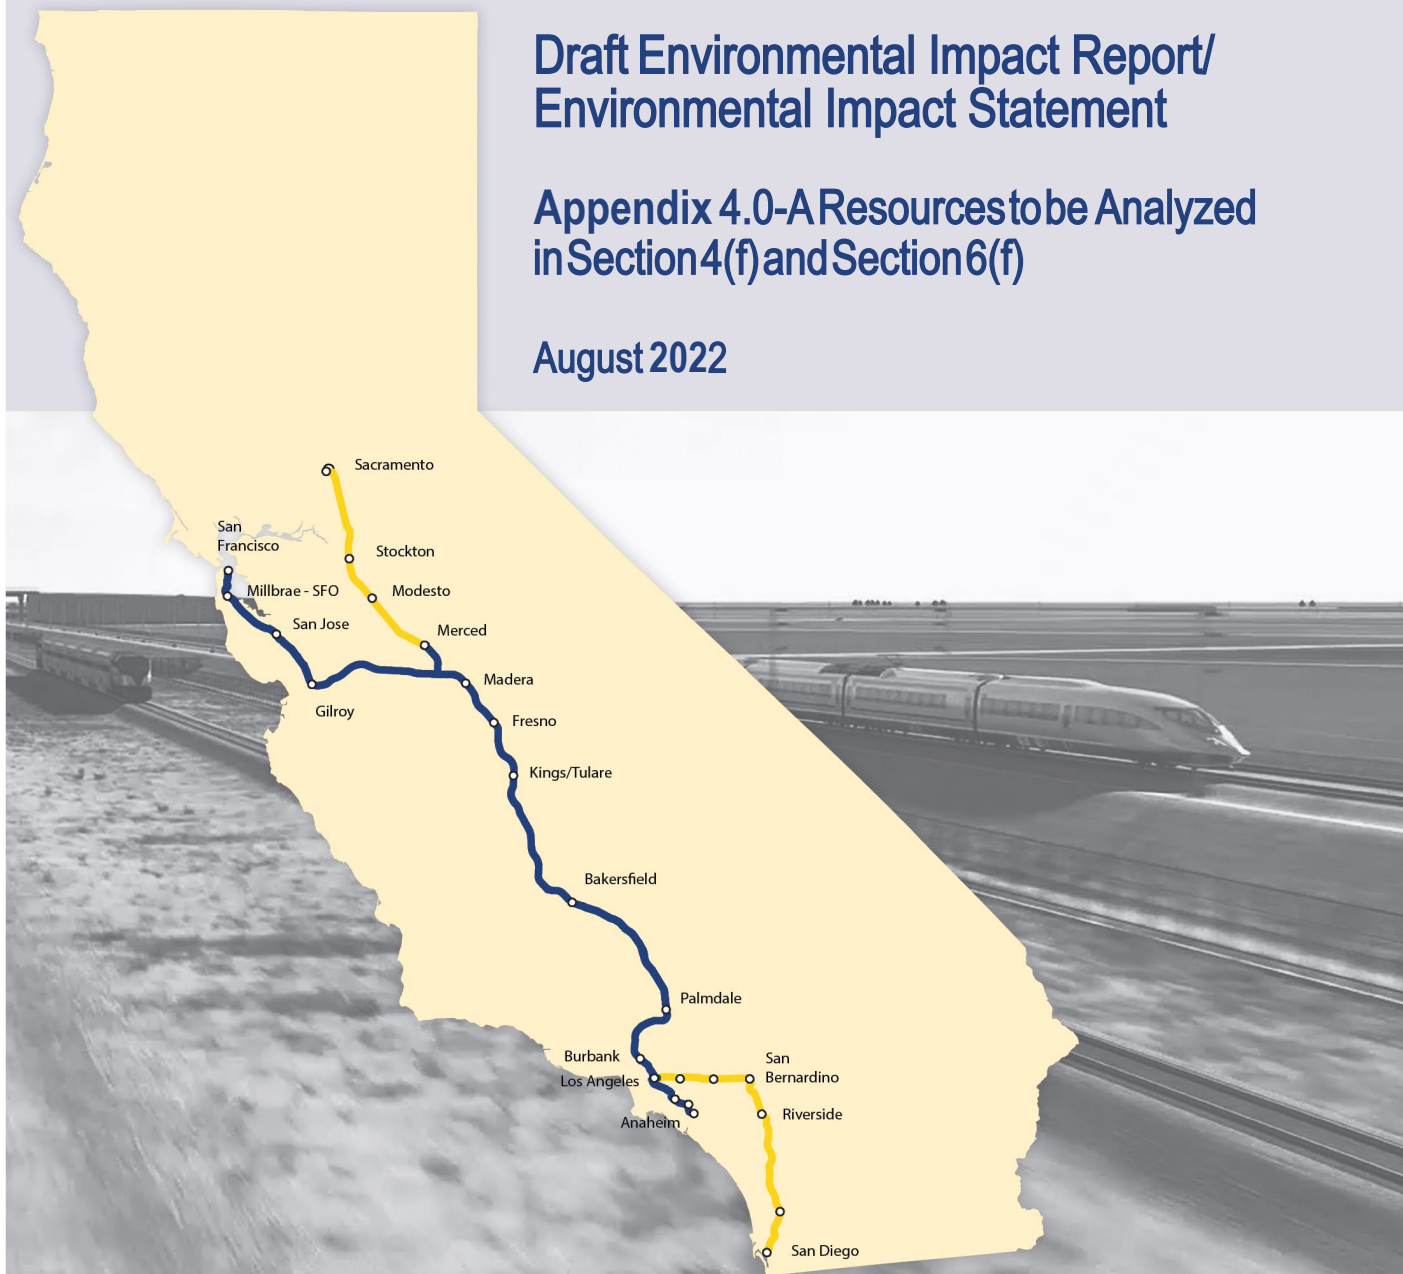 Draft Environmental Impact Report/
Environmental Impact Statement
Appendix 4.0-A Resources to be Analyzed
in Section 4(f) and Section 6(f)
August 2022
Sacramento
San
Francisco
Stockton
Millbrae - SFO
Modesto
San Jose
Merced
Madera
Gilroy
Fresno
Kings/Tulare
Bakersfield
Palmdale
Burbank
San
Bernardino
Los Angeles
Riverside
Anaheim
San Diego